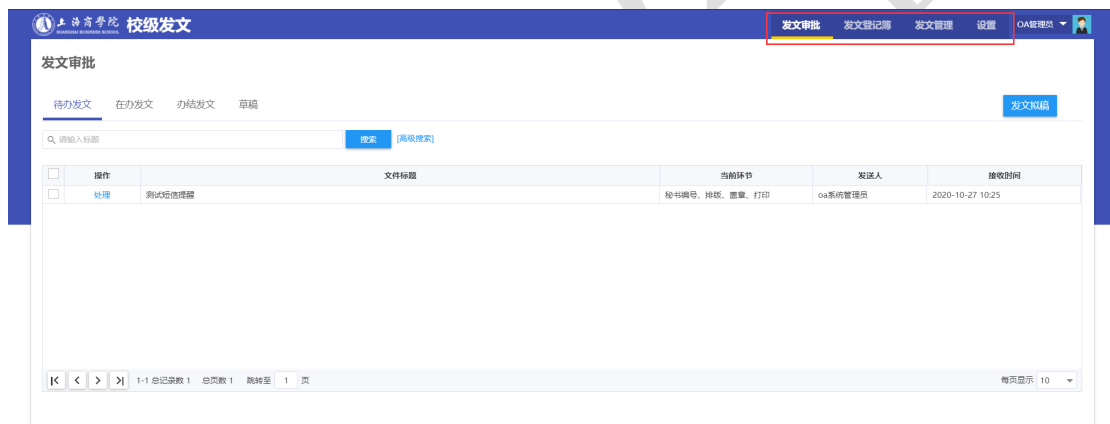 上海商学院 校级发文 发文审批 发文登记簿 发文管理 设置 OA管理员
SHANGHAI BUSINESS SCHOOL
发文审批
待办发文 在办发文 办结发文 草稿 发文拟稿
请输入标题 搜索 [高级搜索]
操作 文件标题 当前环节 发送人 接收时间
处理 测试短信提醒 秘书编号、排版、盖章、打印 oa系统管理员 2020-10-27 10:25
1-1 总记录数 1 总页数 1 跳转至 1 页 每页显示 10